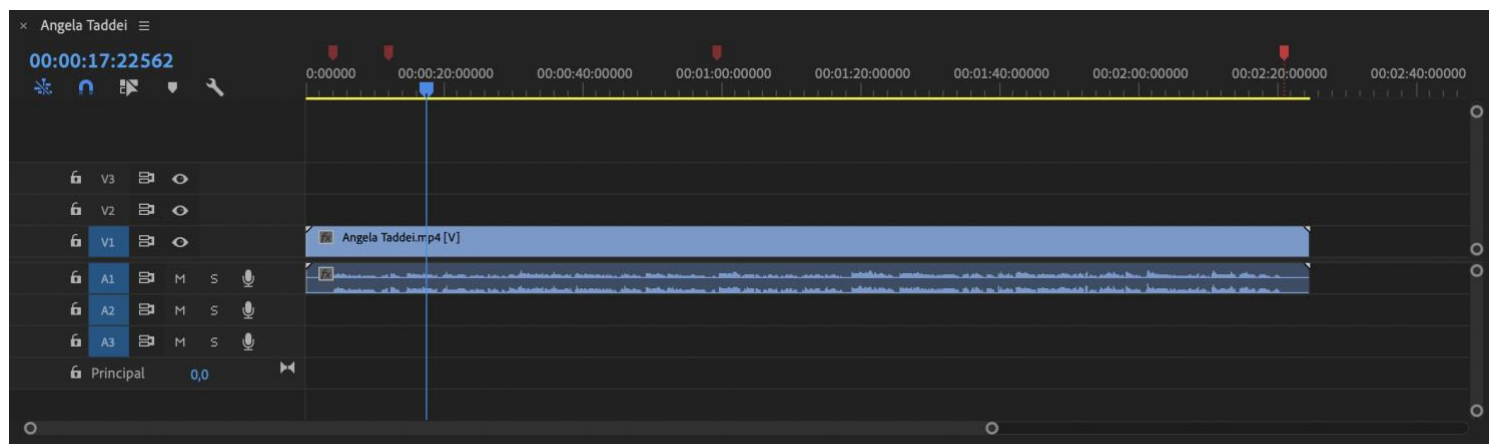 × Angela Taddei ☰
00:00:17:22562
0:00000 00:00:20:00000 00:00:40:00000 00:01:00:00000 00:01:20:00000 00:01:40:00000 00:02:00:00000 00:02:20:00000 00:02:40:00000
V3
V2
V1 fx Angela Taddei.mp4 [V]
A1 M S fx
A2 M S
A3 M S
Principal 0,0